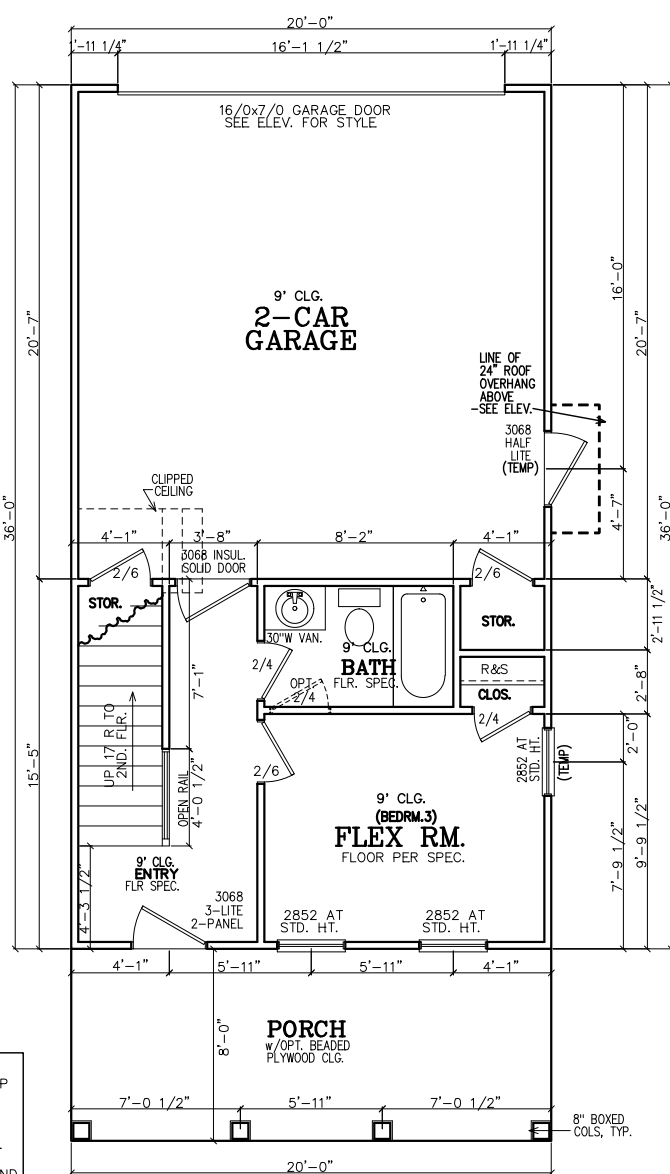 20'-0"
1'-11 1/4"
16'-1 1/2"
1'-11 1/4"
16/0x7/0 GARAGE DOOR
SEE ELEV. FOR STYLE
9' CLG.
2-CAR
GARAGE
16'-0"
20'-7"
20'-7"
LINE OF
24" ROOF
OVERHANG
ABOVE
-SEE ELEV.
3068
HALF
LITE
(TEMP)
36'-0"
36'-0"
4'-7"
CLIPPED
CEILING
4'-1"
3'-8"
8'-2"
4'-1"
3068 INSUL.
SOLID DOOR
2/6
2/6
STOR.
STOR.
2'-11 1/2"
30"W VAN.
9' CLG.
BATH
FLR. SPEC.
2/4
OPT.
2/4
R&S
CLOS.
2/4
2'-8"
7'-1"
UP 17 R TO
2ND. FLR.
OPEN RAIL
4'-0 1/2"
15'-5"
2/6
2852 AT
STD. HT.
(TEMP)
2'-0"
7'-9 1/2"
9'-9 1/2"
9' CLG.
(BEDRM.3)
FLEX RM.
FLOOR PER SPEC.
9' CLG.
ENTRY
FLR SPEC.
4'-3 1/2"
3068
3-LITE
2-PANEL
2852 AT
STD. HT.
2852 AT
STD. HT.
4'-1"
5'-11"
5'-11"
4'-1"
8'-0"
PORCH
w/OPT. BEADED
PLYWOOD CLG.
7'-0 1/2"
5'-11"
7'-0 1/2"
8" BOXED
COLS, TYP.
20'-0"